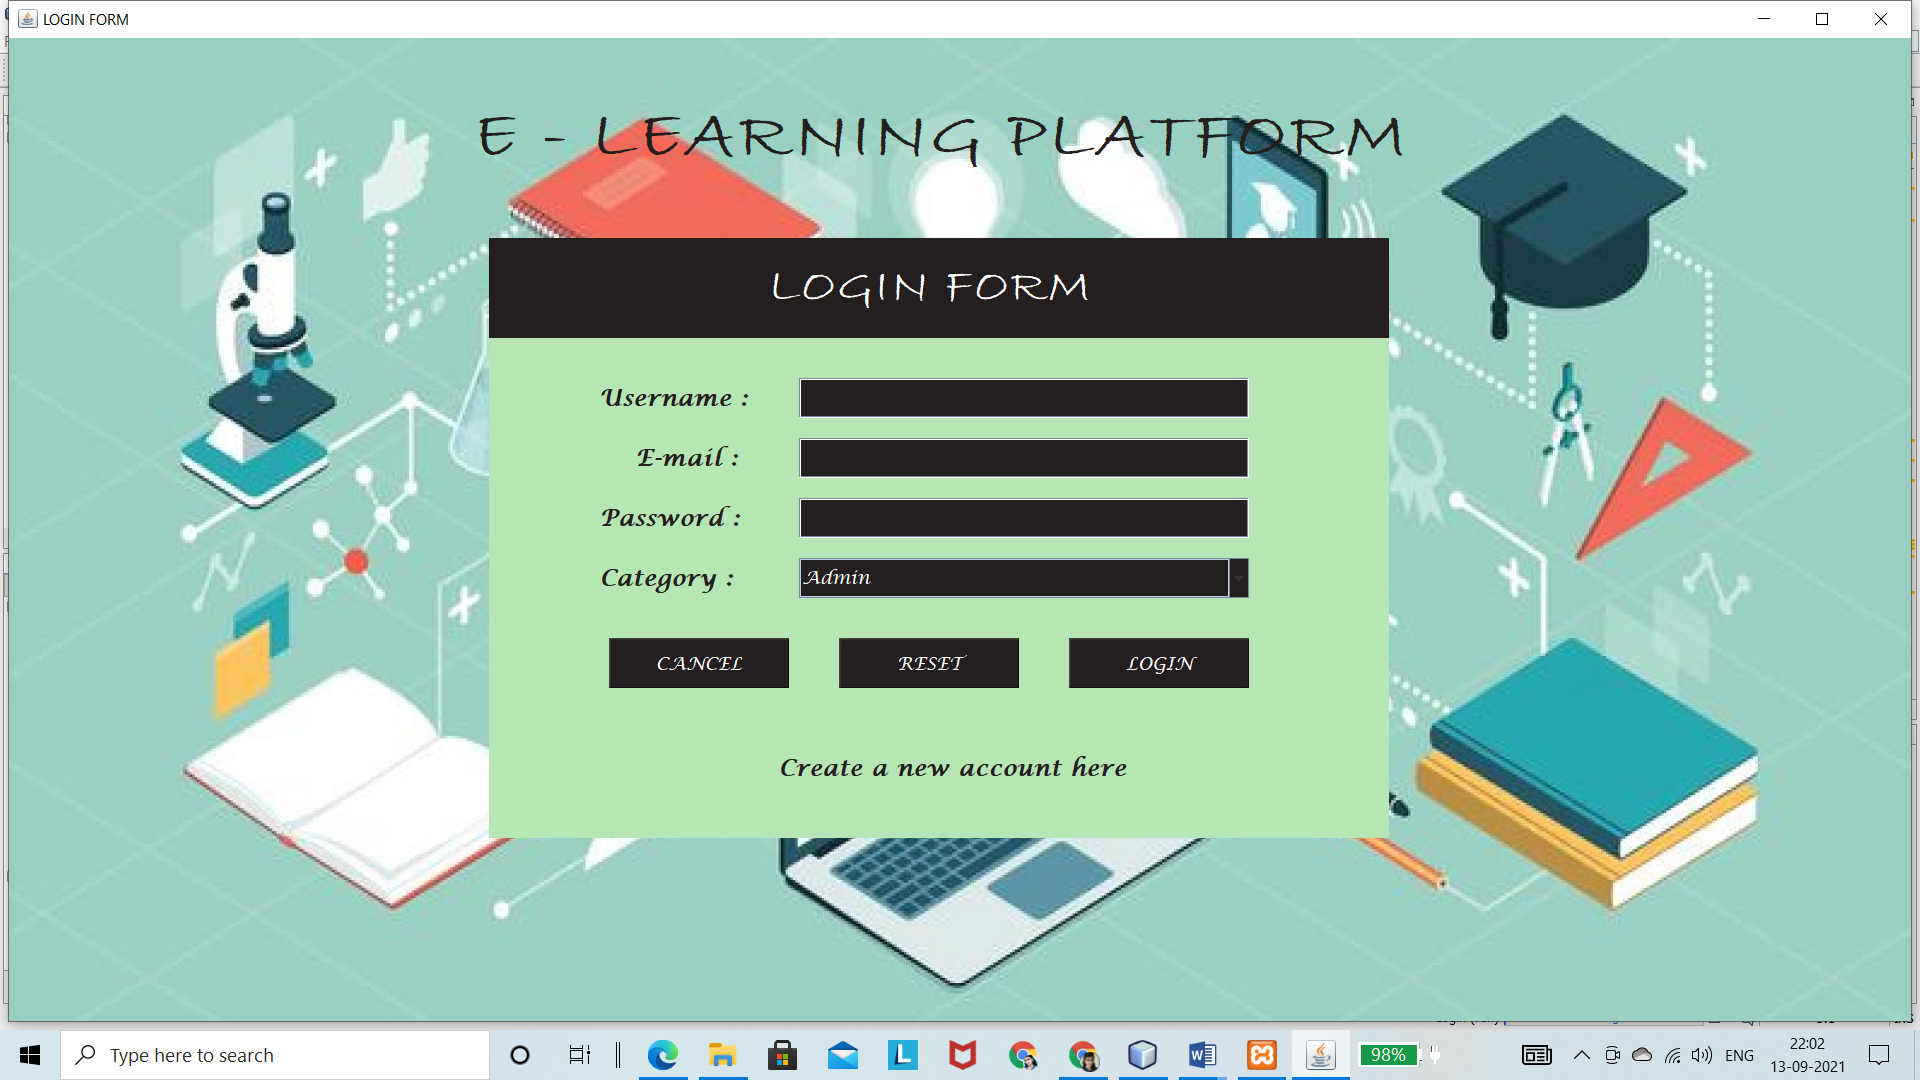 LOGIN FORM
E - LEARNING PLATFORM
LOGIN FORM
Username :
E-mail :
Password :
Category :
Admin
CANCEL
RESET
LOGIN
Create a new account here
Type here to search
L
W
98%
ENG
22:02
13-09-2021